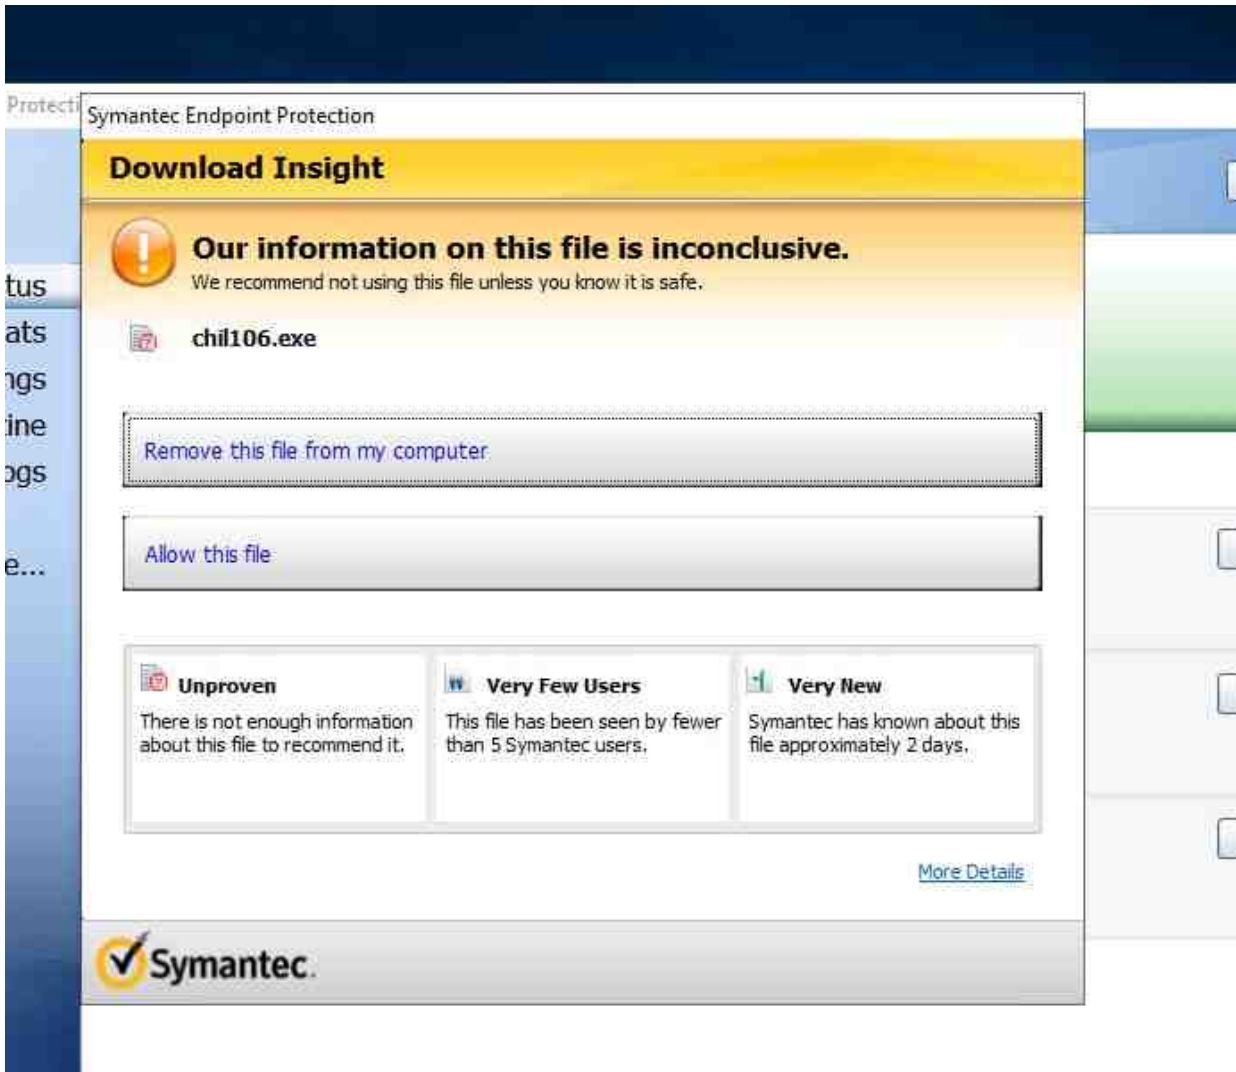 Protecti
Symantec Endpoint Protection
Download Insight
Our information on this file is inconclusive.
We recommend not using this file unless you know it is safe.
tus
ats
ngs
ine
ogs
e...
chil106.exe
Remove this file from my computer
Allow this file
Unproven
There is not enough information
about this file to recommend it.
Very Few Users
This file has been seen by fewer
than 5 Symantec users.
Very New
Symantec has known about this
file approximately 2 days.
More Details
Symantec.